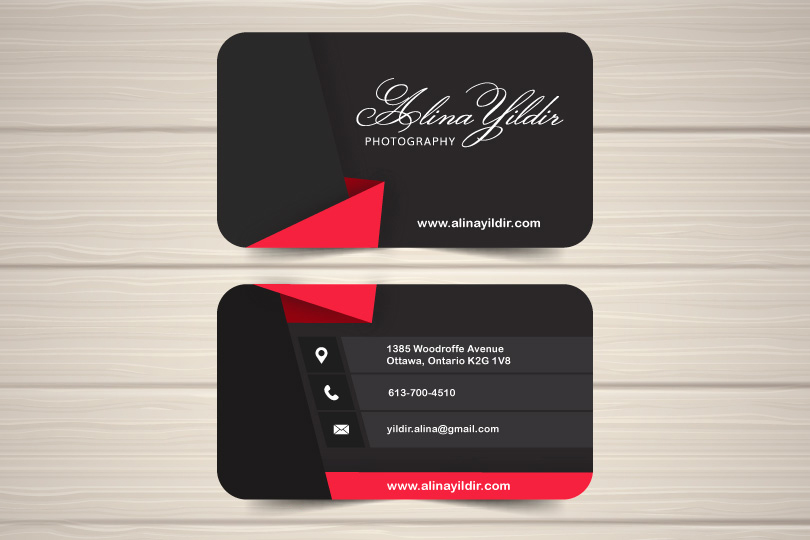 Alina Yildir
PHOTOGRAPHY
www.alinayildir.com
1385 Woodroffe Avenue
Ottawa, Ontario K2G 1V8
613-700-4510
yildir.alina@gmail.com
www.alinayildir.com